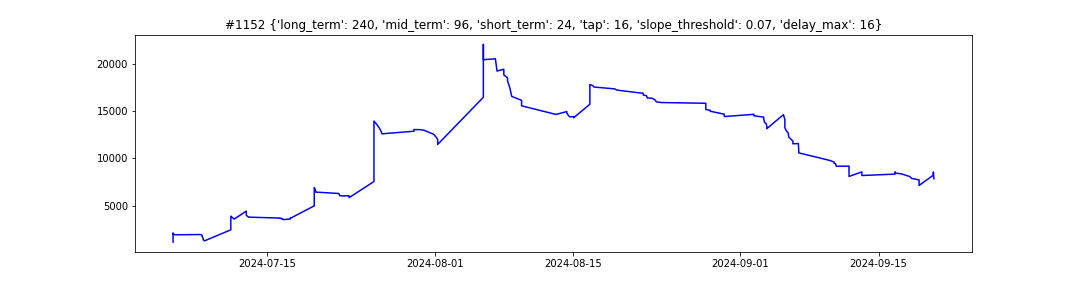 #1152 {'long_term': 240, 'mid_term': 96, 'short_term': 24, 'tap': 16, 'slope_threshold': 0.07, 'delay_max': 16}
20000
15000
10000
5000
2024-07-15 2024-08-01 2024-08-15 2024-09-01 2024-09-15